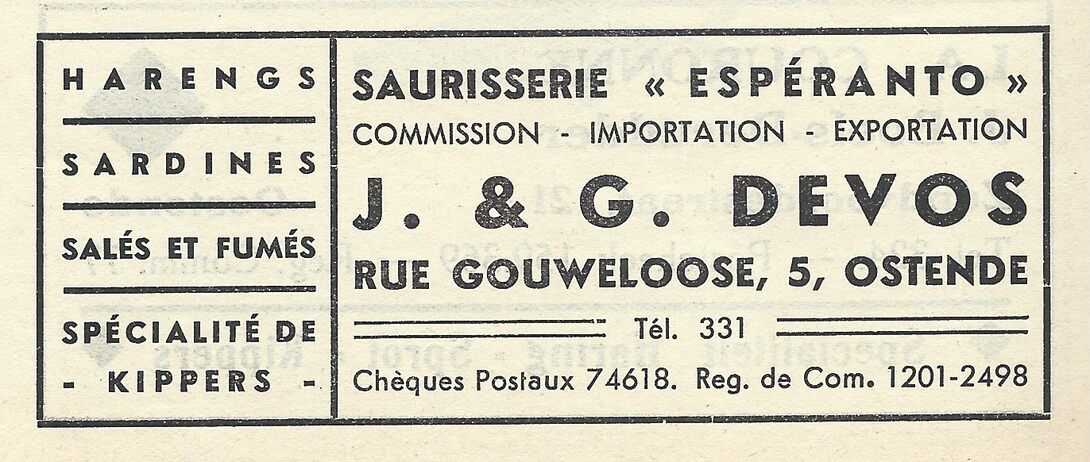 HARENGS
SARDINES
SALÉS ET FUMÉS
SPÉCIALITÉ DE
- KIPPERS -
SAURISSERIE « ESPÉRANTO »
COMMISSION - IMPORTATION - EXPORTATION
J. & G. DEVOS
RUE GOUWELOOSE, 5, OSTENDE
Tél. 331
Chèques Postaux 74618. Reg. de Com. 1201-2498